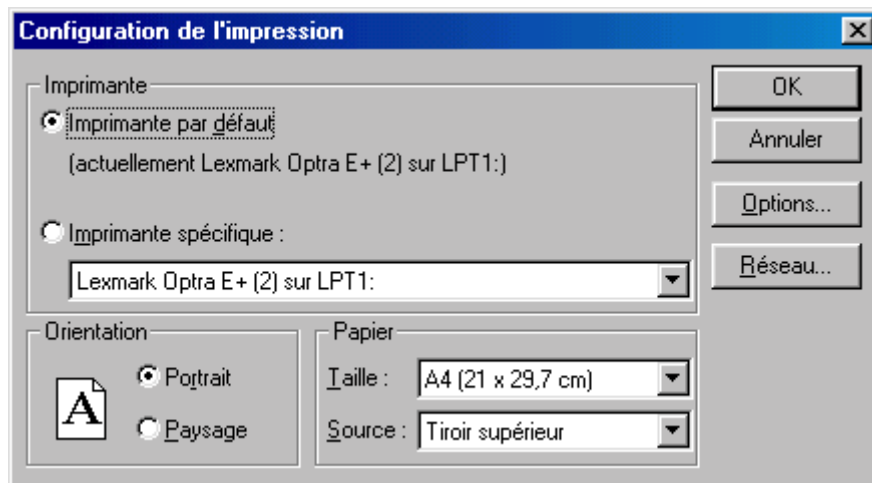 Configuration de l'impression
Imprimante
Imprimante par défaut
(actuellement Lexmark Optra E+ (2) sur LPT1:)
Imprimante spécifique :
Lexmark Optra E+ (2) sur LPT1:
OK
Annuler
Options...
Réseau...
Orientation
A
Portrait
Paysage
Papier
Taille : A4 (21 x 29,7 cm)
Source : Tiroir supérieur